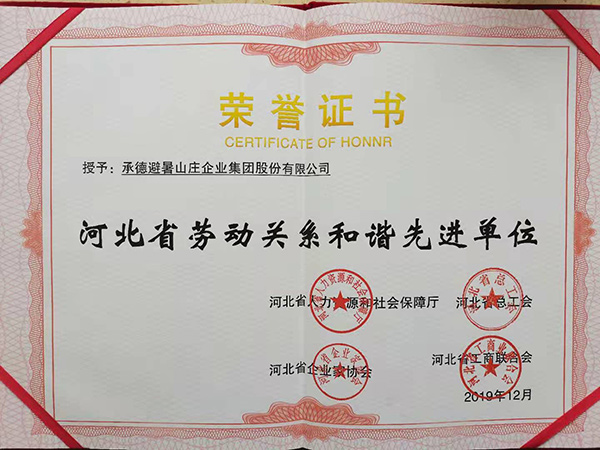 荣誉证书
CERTIFICATE OF HONNR
授予：承德避暑山庄企业集团股份有限公司
河北省劳动关系和谐先进单位
河北省人力资源和社会保障厅 河北省总工会
河北省企业家协会 河北省工商联合会
2019年12月